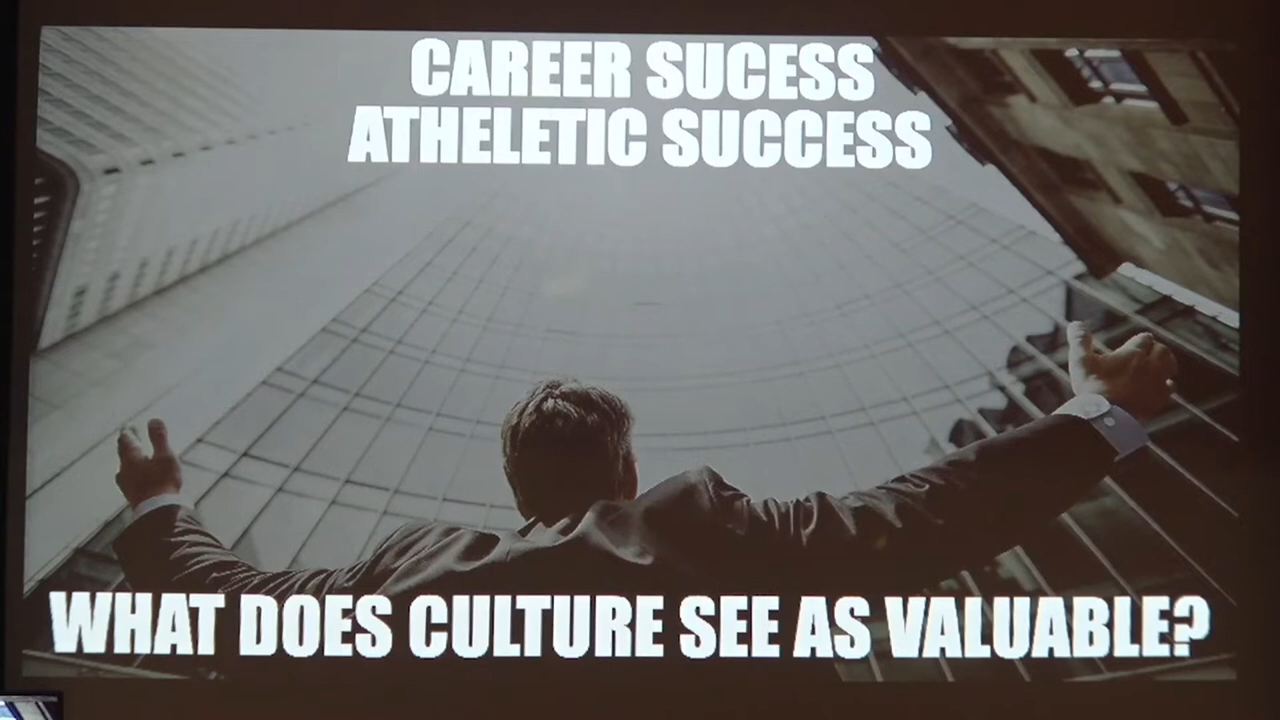 CAREER SUCESS
ATHELETIC SUCCESS
WHAT DOES CULTURE SEE AS VALUABLE?